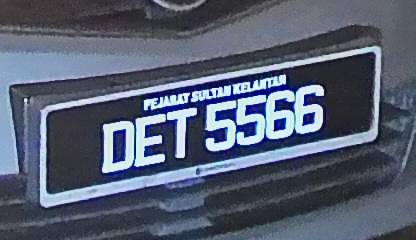 PEJABAT SULTAN KELANTAN
DET 5566